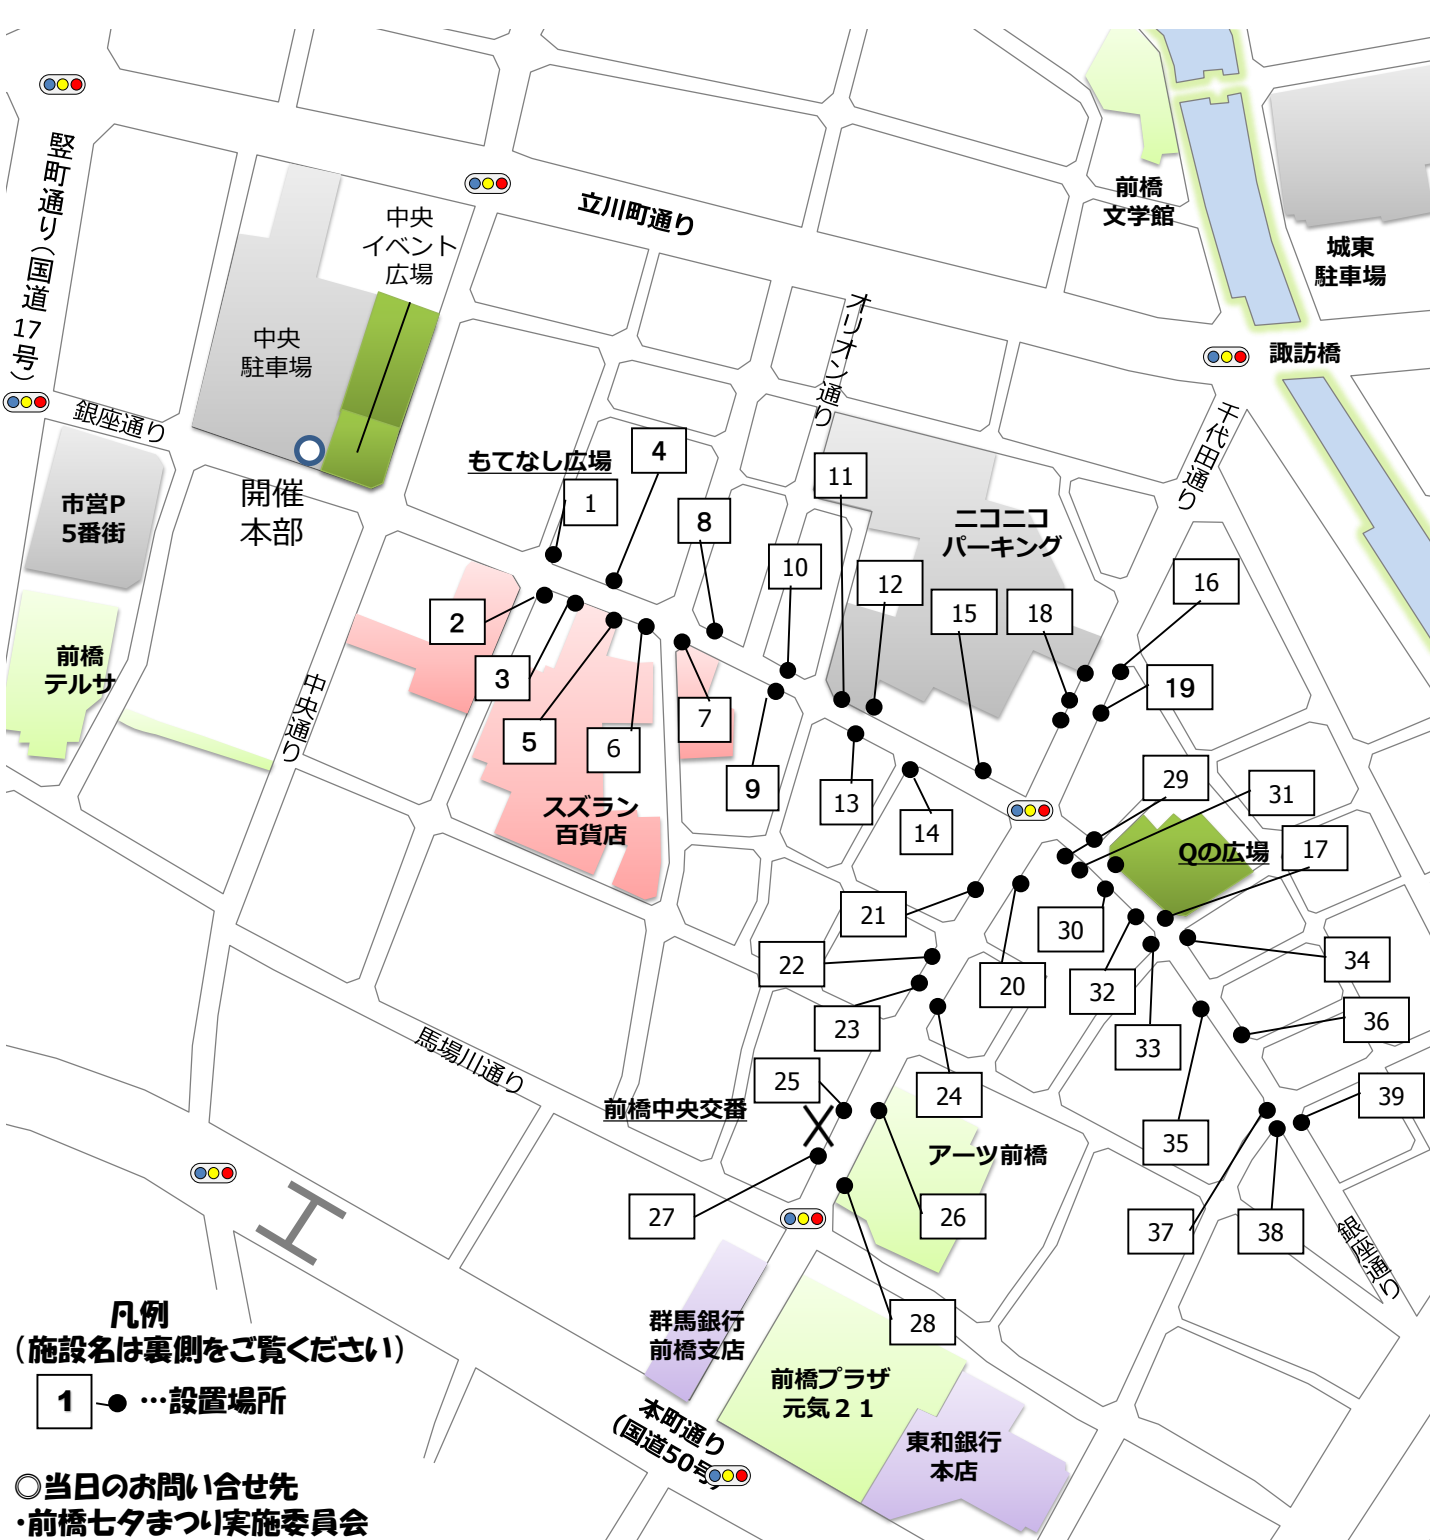 竪町通り（国道17号）
立川町通り
中央
イベント
広場
前橋
文学館
城東
駐車場
オリオン通り
中央
駐車場
諏訪橋
銀座通り
千代田通り
もてなし広場
4
11
1
8
市営P
5番街
開催
本部
ニコニコ
パーキング
10
12
16
15
18
2
前橋
テルサ
3
中央通り
7
19
5
6
9
13
29
31
スズラン
百貨店
14
Qの広場
17
21
30
22
34
20
32
23
36
馬場川通り
33
25
24
39
前橋中央交番
35
アーツ前橋
27
26
37
38
銀座通り
凡例
（施設名は裏側をご覧ください）
群馬銀行
前橋支店
28
1
…設置場所
前橋プラザ
元気２１
本町通り
（国道50号）
東和銀行
本店
◎当日のお問い合せ先
・前橋七夕まつり実施委員会